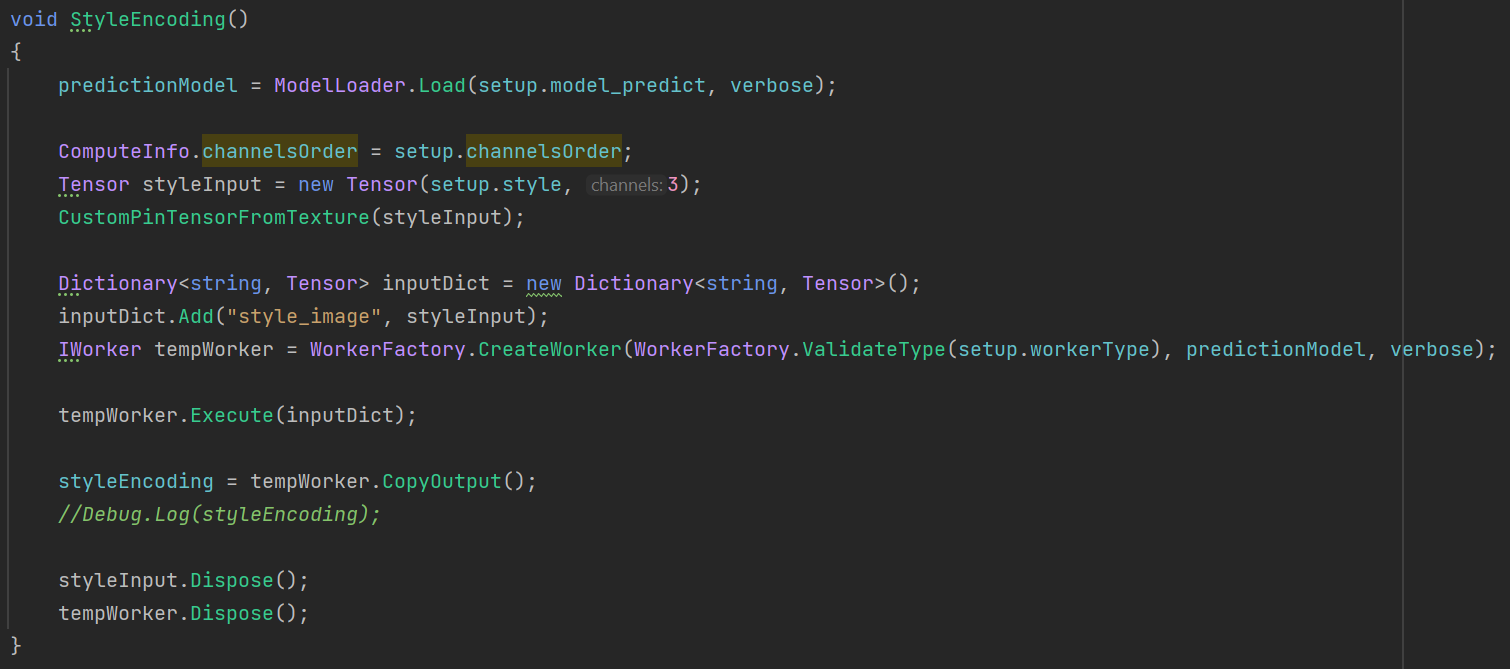 void StyleEncoding()
{
predictionModel = ModelLoader.Load(setup.model_predict, verbose);
ComputeInfo.channelsOrder = setup.channelsOrder;
Tensor styleInput = new Tensor(setup.style, channels: 3);
CustomPinTensorFromTexture(styleInput);
Dictionary<string, Tensor> inputDict = new Dictionary<string, Tensor>();
inputDict.Add("style_image", styleInput);
IWorker tempWorker = WorkerFactory.CreateWorker(WorkerFactory.ValidateType(setup.workerType), predictionModel, verbose);
tempWorker.Execute(inputDict);
styleEncoding = tempWorker.CopyOutput();
//Debug.Log(styleEncoding);
styleInput.Dispose();
tempWorker.Dispose();
}